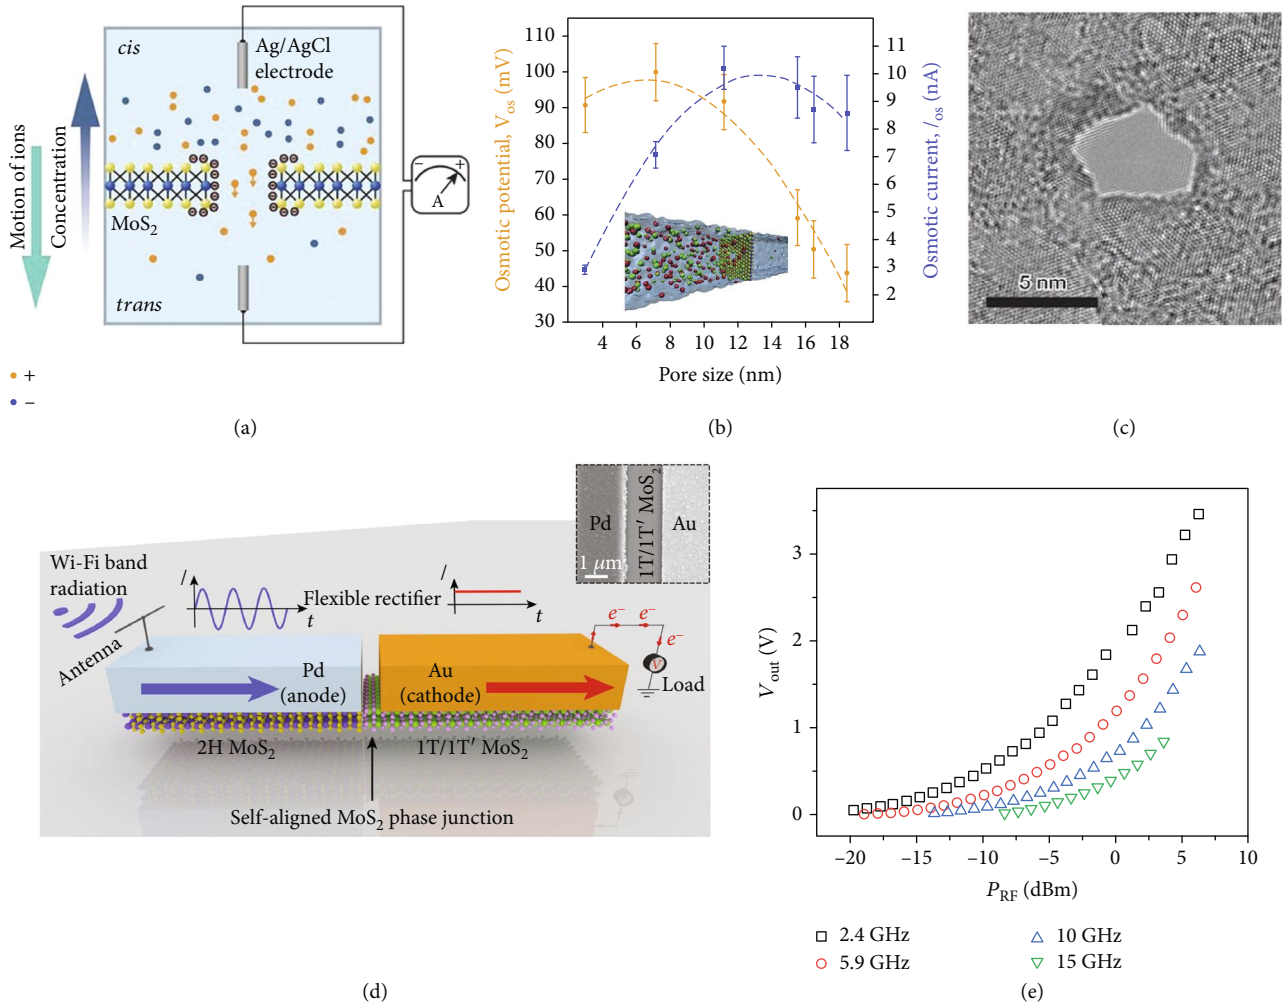 cis
Ag/AgCl
electrode
Motion of ions
Concentration
MoS2
trans
− +
A
+
−
(a)
Osmotic potential, Vos (mV)
110
100
90
80
70
60
50
40
30
4 6 8 10 12 14 16 18
Pore size (nm)
11
10
9
8
7
6
5
4
3
2
Osmotic current, Ios (nA)
(b)
5 nm
(c)
Wi-Fi band
radiation
Antenna
I
t
Flexible rectifier
I
t
Pd
1T/1T′ MoS2
Au
1 μm
e− e−
e−
V
Load
Pd
(anode)
Au
(cathode)
2H MoS2
1T/1T′ MoS2
Self-aligned MoS2 phase junction
(d)
Vout (V)
3
2
1
0
−20 −15 −10 −5 0 5 10
PRF (dBm)
2.4 GHz
5.9 GHz
10 GHz
15 GHz
(e)